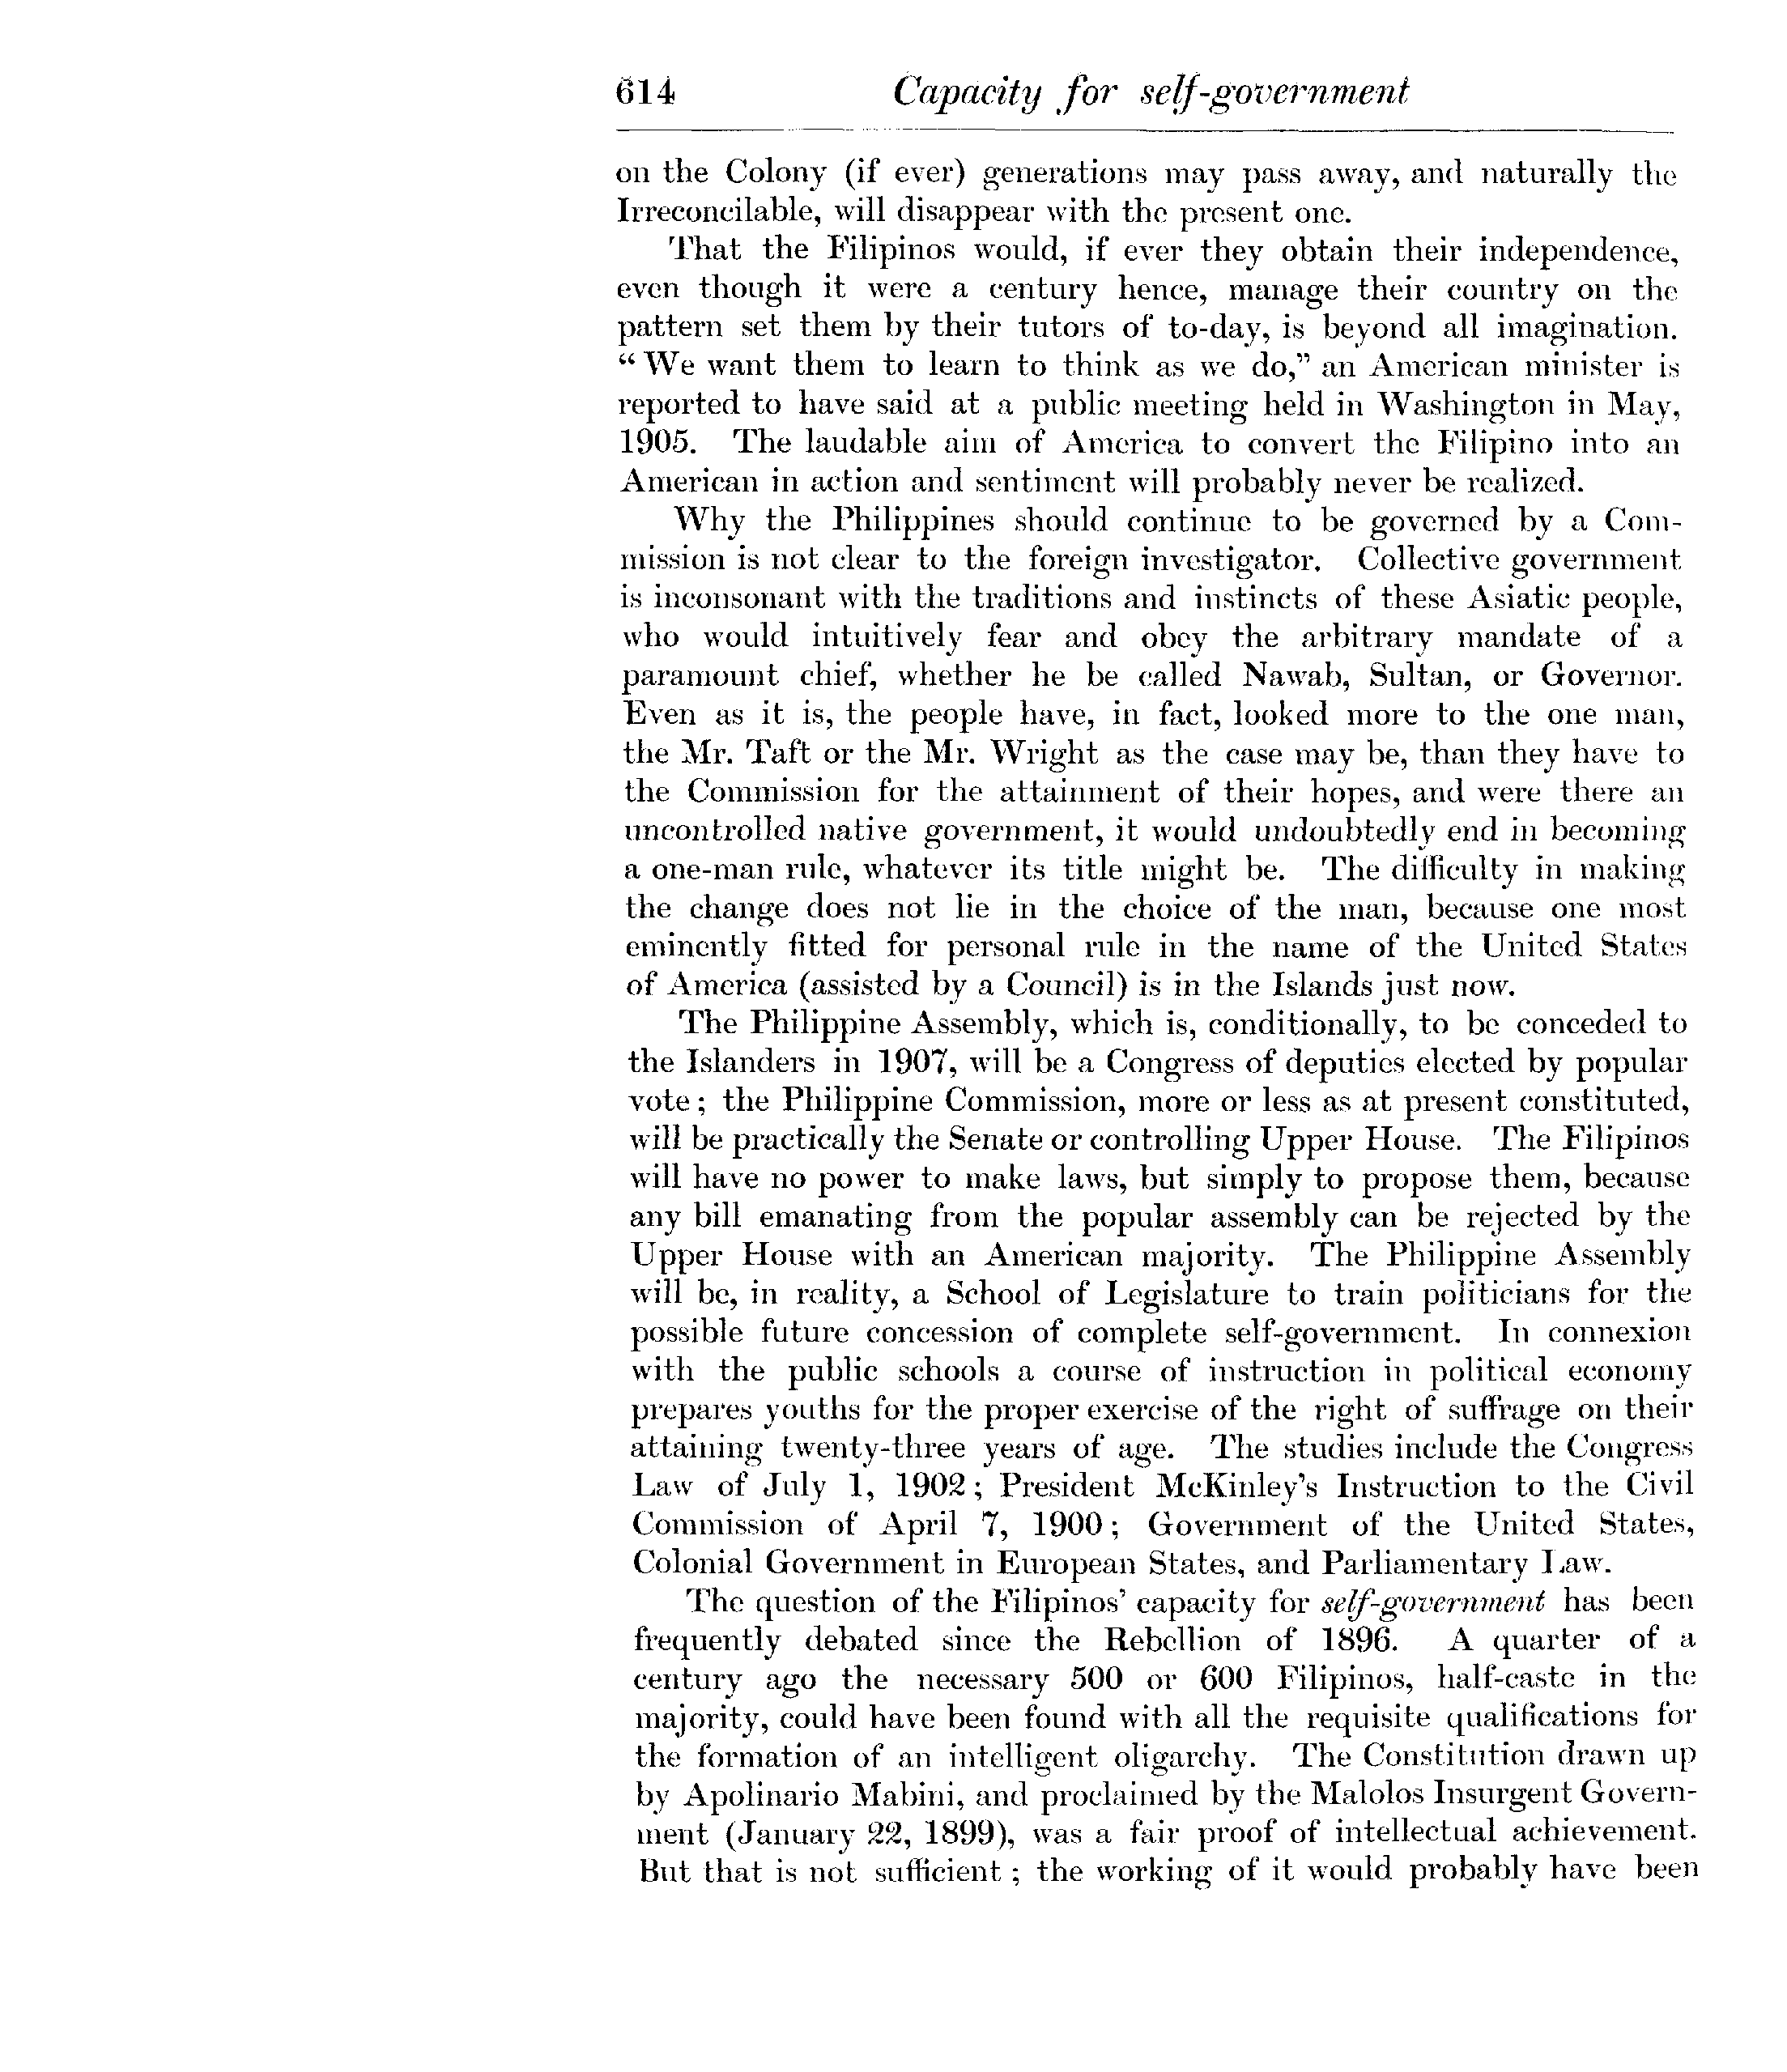 614 Capacity for self-government
on the Colony (if ever) generations may pass away, and naturally the
Irreconcilable, will disappear with the present one.
That the Filipinos would, if ever they obtain their independence,
even though it were a century hence, manage their country on the
pattern set them by their tutors of to-day, is beyond all imagination.
“ We want them to learn to think as we do,” an American minister is
reported to have said at a public meeting held in Washington in May,
1905. The laudable aim of America to convert the Filipino into an
American in action and sentiment will probably never be realized.
Why the Philippines should continue to be governed by a Com-
mission is not clear to the foreign investigator. Collective government
is inconsonant with the traditions and instincts of these Asiatic people,
who would intuitively fear and obey the arbitrary mandate of a
paramount chief, whether he be called Nawab, Sultan, or Governor.
Even as it is, the people have, in fact, looked more to the one man,
the Mr. Taft or the Mr. Wright as the case may be, than they have to
the Commission for the attainment of their hopes, and were there an
uncontrolled native government, it would undoubtedly end in becoming
a one-man rule, whatever its title might be. The difficulty in making
the change does not lie in the choice of the man, because one most
eminently fitted for personal rule in the name of the United States
of America (assisted by a Council) is in the Islands just now.
The Philippine Assembly, which is, conditionally, to be conceded to
the Islanders in 1907, will be a Congress of deputies elected by popular
vote ; the Philippine Commission, more or less as at present constituted,
will be practically the Senate or controlling Upper House. The Filipinos
will have no power to make laws, but simply to propose them, because
any bill emanating from the popular assembly can be rejected by the
Upper House with an American majority. The Philippine Assembly
will be, in reality, a School of Legislature to train politicians for the
possible future concession of complete self-government. In connexion
with the public schools a course of instruction in political economy
prepares youths for the proper exercise of the right of suffrage on their
attaining twenty-three years of age. The studies include the Congress
Law of July 1, 1902 ; President McKinley’s Instruction to the Civil
Commission of April 7, 1900 ; Government of the United States,
Colonial Government in European States, and Parliamentary Law.
The question of the Filipinos’ capacity for self-government has been
frequently debated since the Rebellion of 1896. A quarter of a
century ago the necessary 500 or 600 Filipinos, half-caste in the
majority, could have been found with all the requisite qualifications for
the formation of an intelligent oligarchy. The Constitution drawn up
by Apolinario Mabini, and proclaimed by the Malolos Insurgent Govern-
ment (January 22, 1899), was a fair proof of intellectual achievement.
But that is not sufficient ; the working of it would probably have been